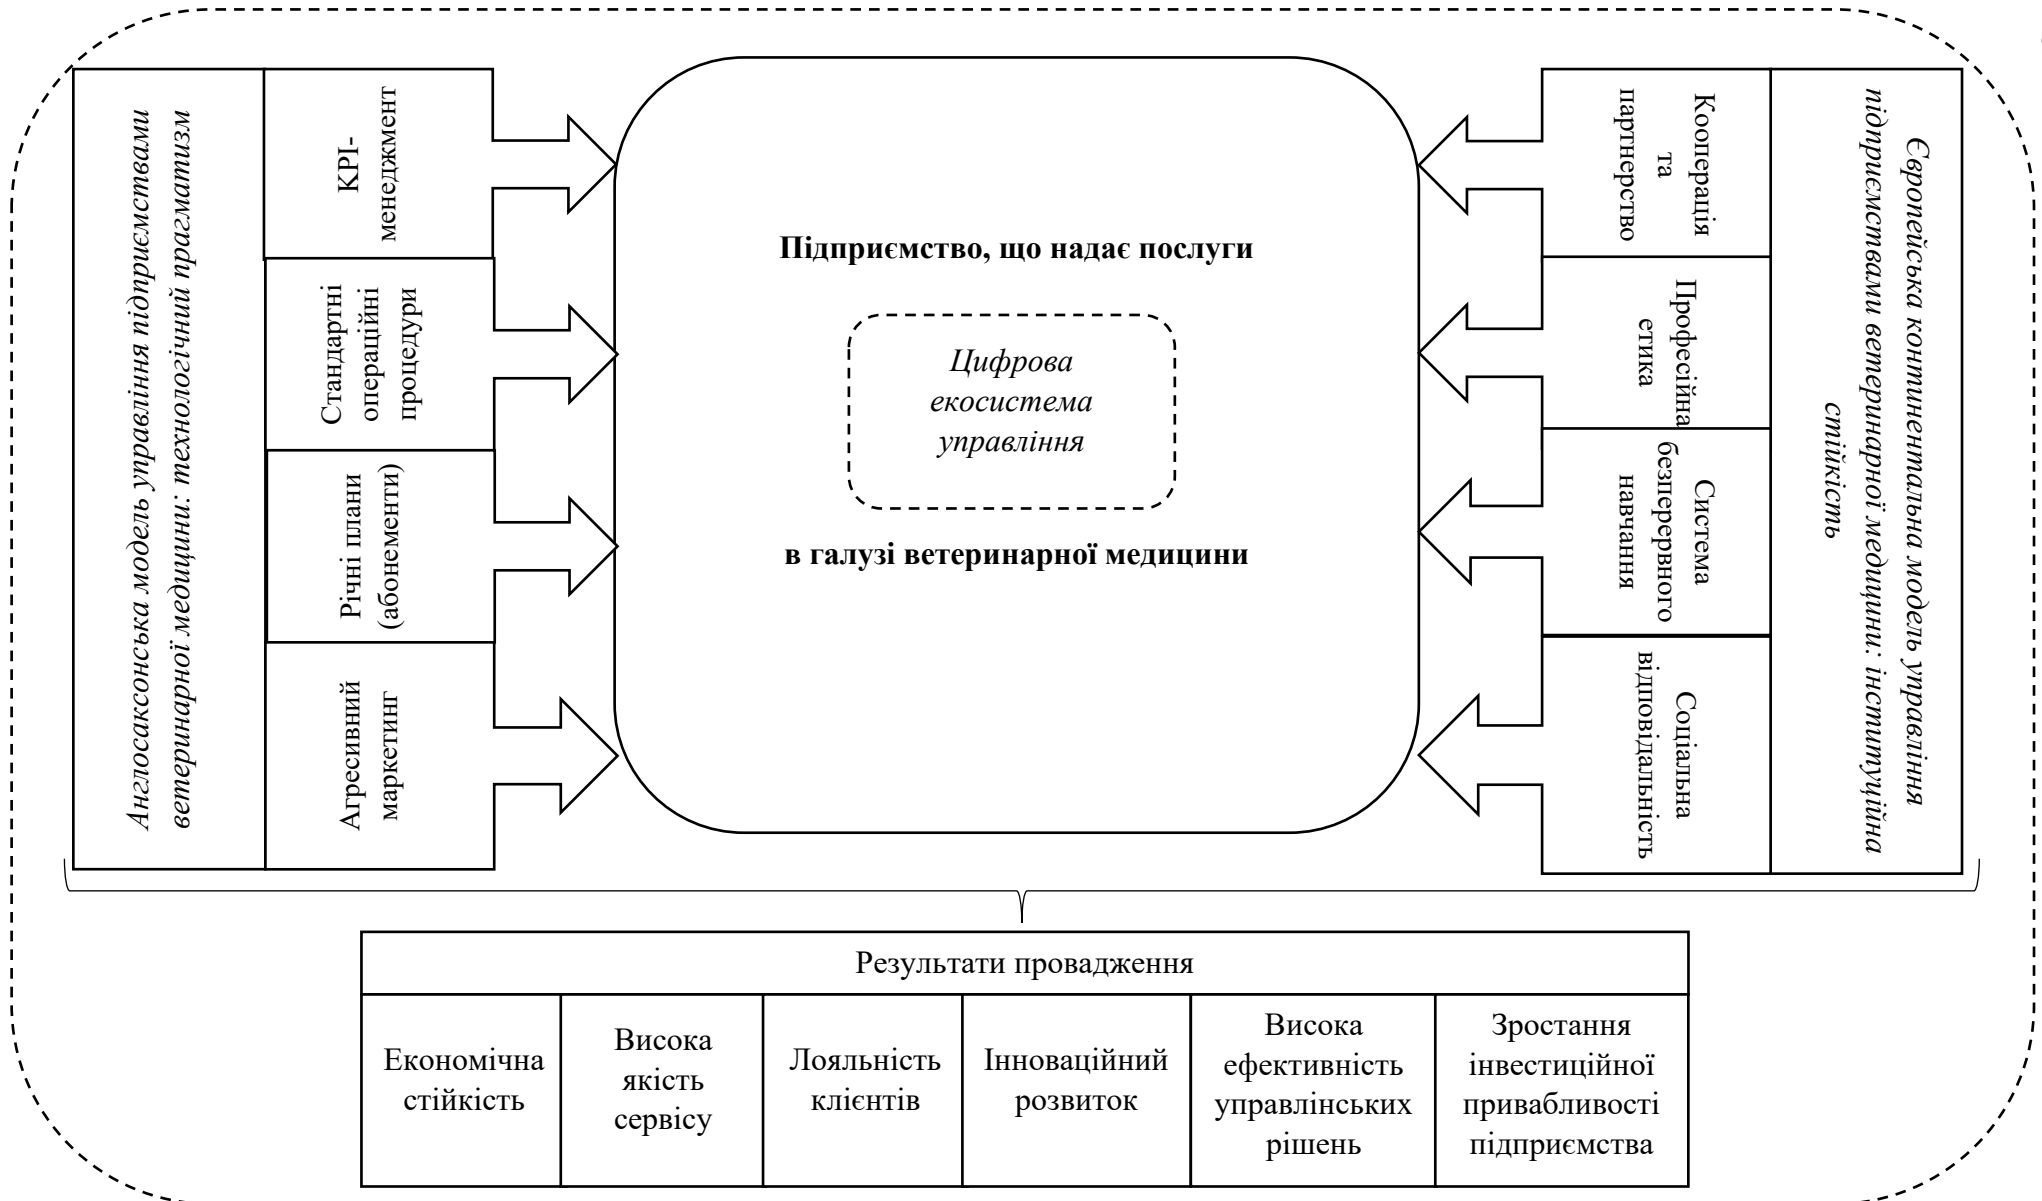 Англосаксонська модель управління підприємствами
ветеринарної медицини: технологічний прагматизм
KPI-
менеджмент
Стандартні
операційні
процедури
Річні плани
(абонементи)
Агресивний
маркетинг
Підприємство, що надає послуги
Цифрова
екосистема
управління
в галузі ветеринарної медицини
Кооперація
та
партнерство
Професійна
етика
Система
безперервного
навчання
Соціальна
відповідальність
Європейська континентальна модель управління
підприємствами ветеринарної медицини: інституційна
стійкість
Результати провадження
Економічна
стійкість
Висока
якість
сервісу
Лояльність
клієнтів
Інноваційний
розвиток
Висока
ефективність
управлінських
рішень
Зростання
інвестиційної
привабливості
підприємства